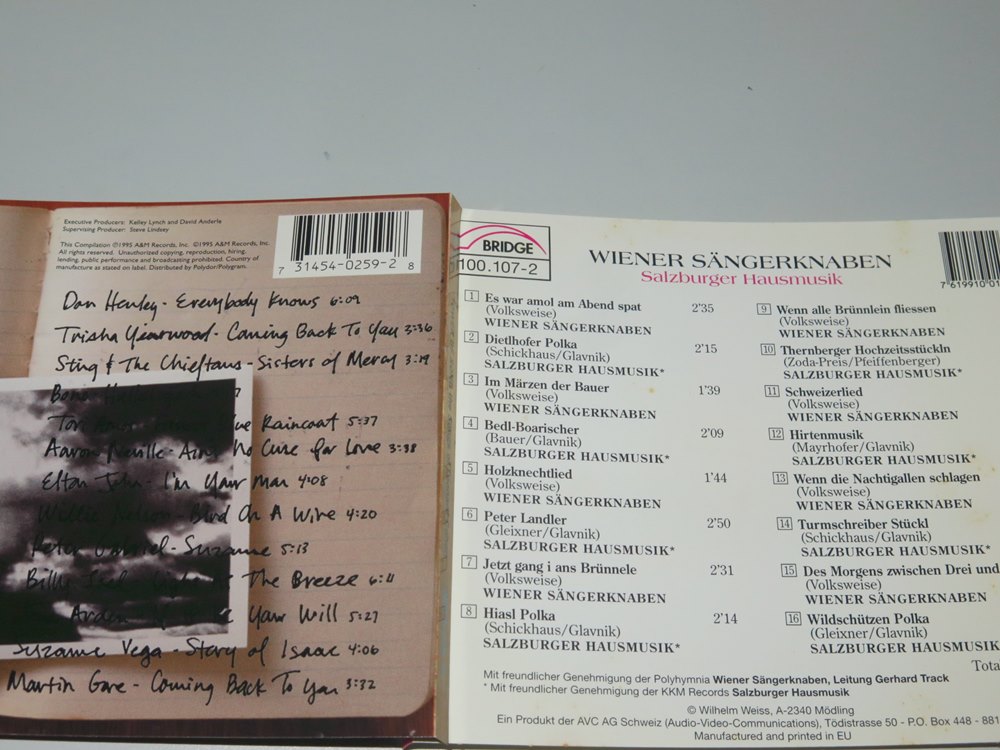 Executive Producers: Kelley Lynch and David Anderle
Supervising Producer: Steve Lindsey
This Compilation ℗1995 A&M Records, Inc. ©1995 A&M Records, Inc.
All rights reserved. Unauthorized copying, reproduction, hiring,
lending, public performance and broadcasting prohibited. Country of
manufacture as stated on label. Distributed by Polydor/Polygram.
7 31454-0259-2 8
Don Henley - Everybody Knows 6:09
Trisha Yearwood - Coming Back To You 3:36
Sting & The Chieftans - Sisters of Mercy 3:19
Raincoat 5:37
Aaron Neville - Ain't No Cure for Love 3:38
Elton John - I'm Your Man 4:08
Bird On A Wire 4:20
Peter Gabriel - Suzanne 5:13
Billy Joel - The Breeze 6:11
Arden Your Will 5:27
Suzanne Vega - Story of Isaac 4:06
Martin Gore - Coming Back To You 3:32
BRIDGE
100.107-2
WIENER SÄNGERKNABEN
Salzburger Hausmusik
7 619910 01
1 Es war amol am Abend spat 2'35
(Volksweise)
WIENER SÄNGERKNABEN
2 Dietlhofer Polka 2'15
(Schickhaus/Glavnik)
SALZBURGER HAUSMUSIK*
3 Im Märzen der Bauer 1'39
(Volksweise)
WIENER SÄNGERKNABEN
4 Bedl-Boarischer 2'09
(Bauer/Glavnik)
SALZBURGER HAUSMUSIK*
5 Holzknechtlied 1'44
(Volksweise)
WIENER SÄNGERKNABEN
6 Peter Landler 2'50
(Gleixner/Glavnik)
SALZBURGER HAUSMUSIK*
7 Jetzt gang i ans Brünnele 2'31
(Volksweise)
WIENER SÄNGERKNABEN
8 Hiasl Polka 2'14
(Schickhaus/Glavnik)
SALZBURGER HAUSMUSIK*
9 Wenn alle Brünnlein fliessen
(Volksweise)
WIENER SÄNGERKNABEN
10 Thernberger Hochzeitsstückln
(Zoda-Preis/Pfeiffenberger)
SALZBURGER HAUSMUSIK*
11 Schweizerlied
(Volksweise)
WIENER SÄNGERKNABEN
12 Hirtenmusik
(Mayrhofer/Glavnik)
SALZBURGER HAUSMUSIK*
13 Wenn die Nachtigallen schlagen
(Volksweise)
WIENER SÄNGERKNABEN
14 Turmschreiber Stückl
(Schickhaus/Glavnik)
SALZBURGER HAUSMUSIK*
15 Des Morgens zwischen Drei und
(Volksweise)
WIENER SÄNGERKNABEN
16 Wildschützen Polka
(Gleixner/Glavnik)
SALZBURGER HAUSMUSIK
Tota
Mit freundlicher Genehmigung der Polyhymnia Wiener Sängerknaben, Leitung Gerhard Track
* Mit freundlicher Genehmigung der KKM Records Salzburger Hausmusik
© Wilhelm Weiss, A-2340 Mödling
Ein Produkt der AVC AG Schweiz (Audio-Video-Communications), Tödistrasse 50 - P.O. Box 448 - 881
Manufactured and printed in EU